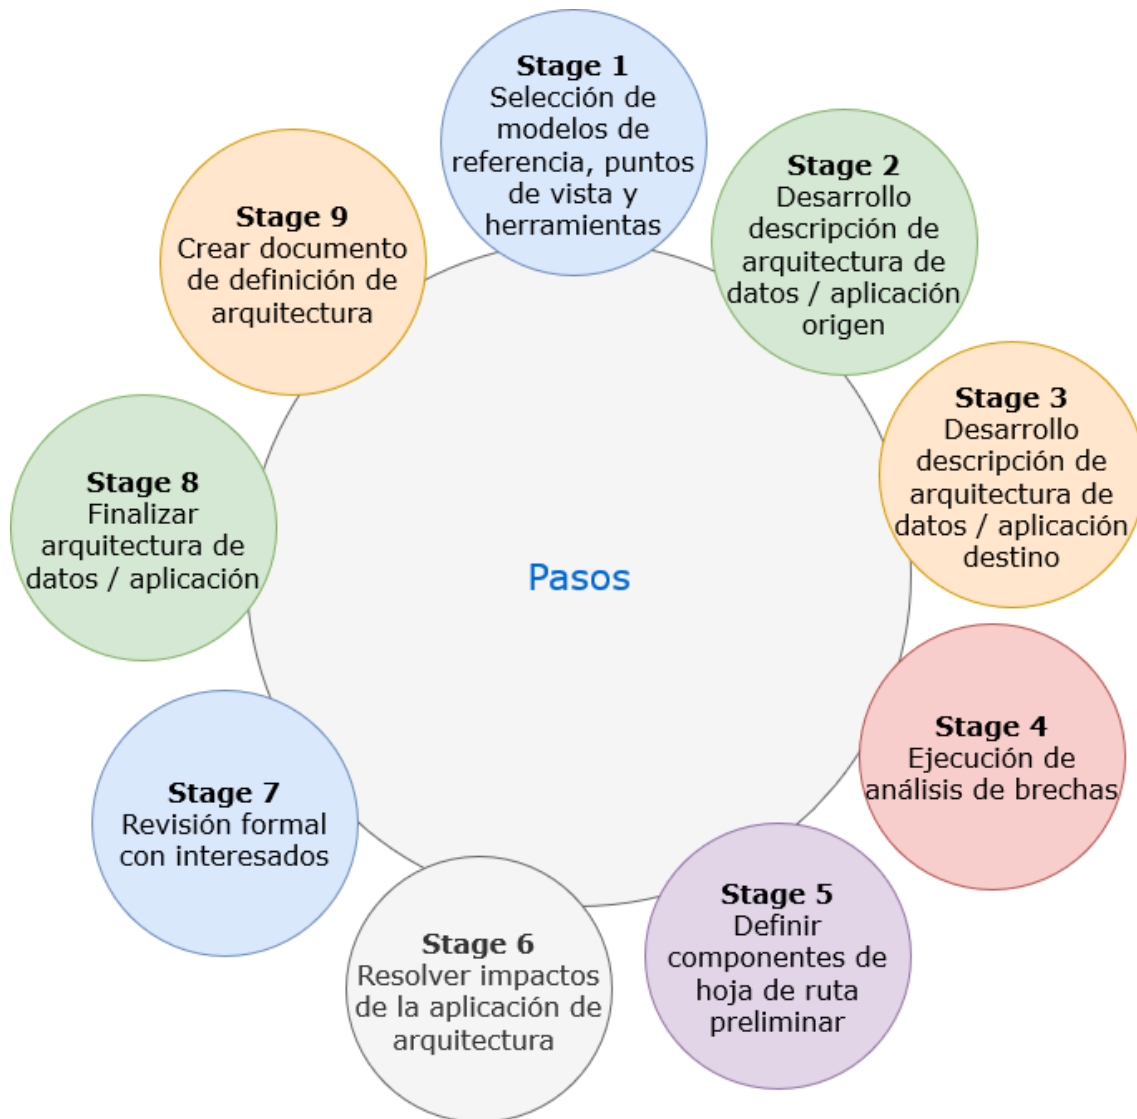 Stage 1
Selección de
modelos de
referencia, puntos
de vista y
herramientas
Stage 2
Desarrollo
descripción de
arquitectura de
datos / aplicación
origen
Stage 3
Desarrollo
descripción de
arquitectura de
datos / aplicación
destino
Stage 4
Ejecución de
análisis de brechas
Stage 5
Definir
componentes de
hoja de ruta
preliminar
Stage 6
Resolver impactos
de la aplicación de
arquitectura
Stage 7
Revisión formal
con interesados
Stage 8
Finalizar
arquitectura de
datos / aplicación
Stage 9
Crear documento
de definición de
arquitectura
Pasos